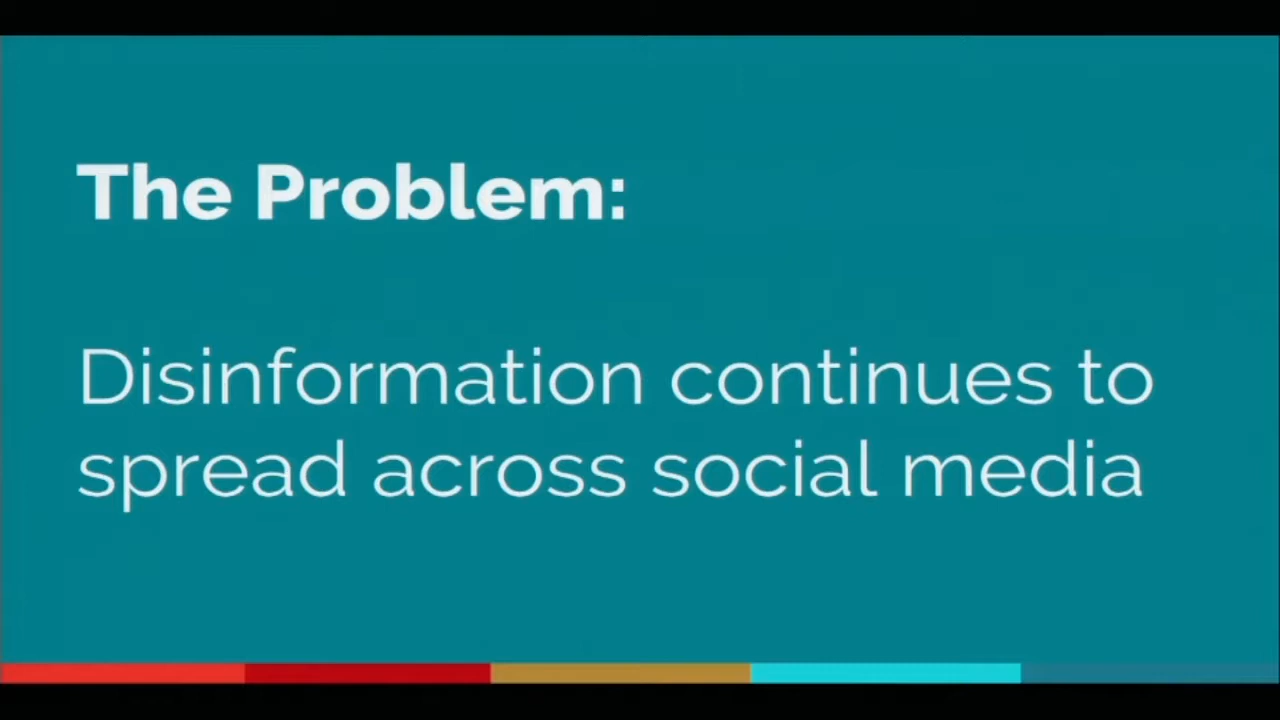 The Problem:
Disinformation continues to
spread across social media